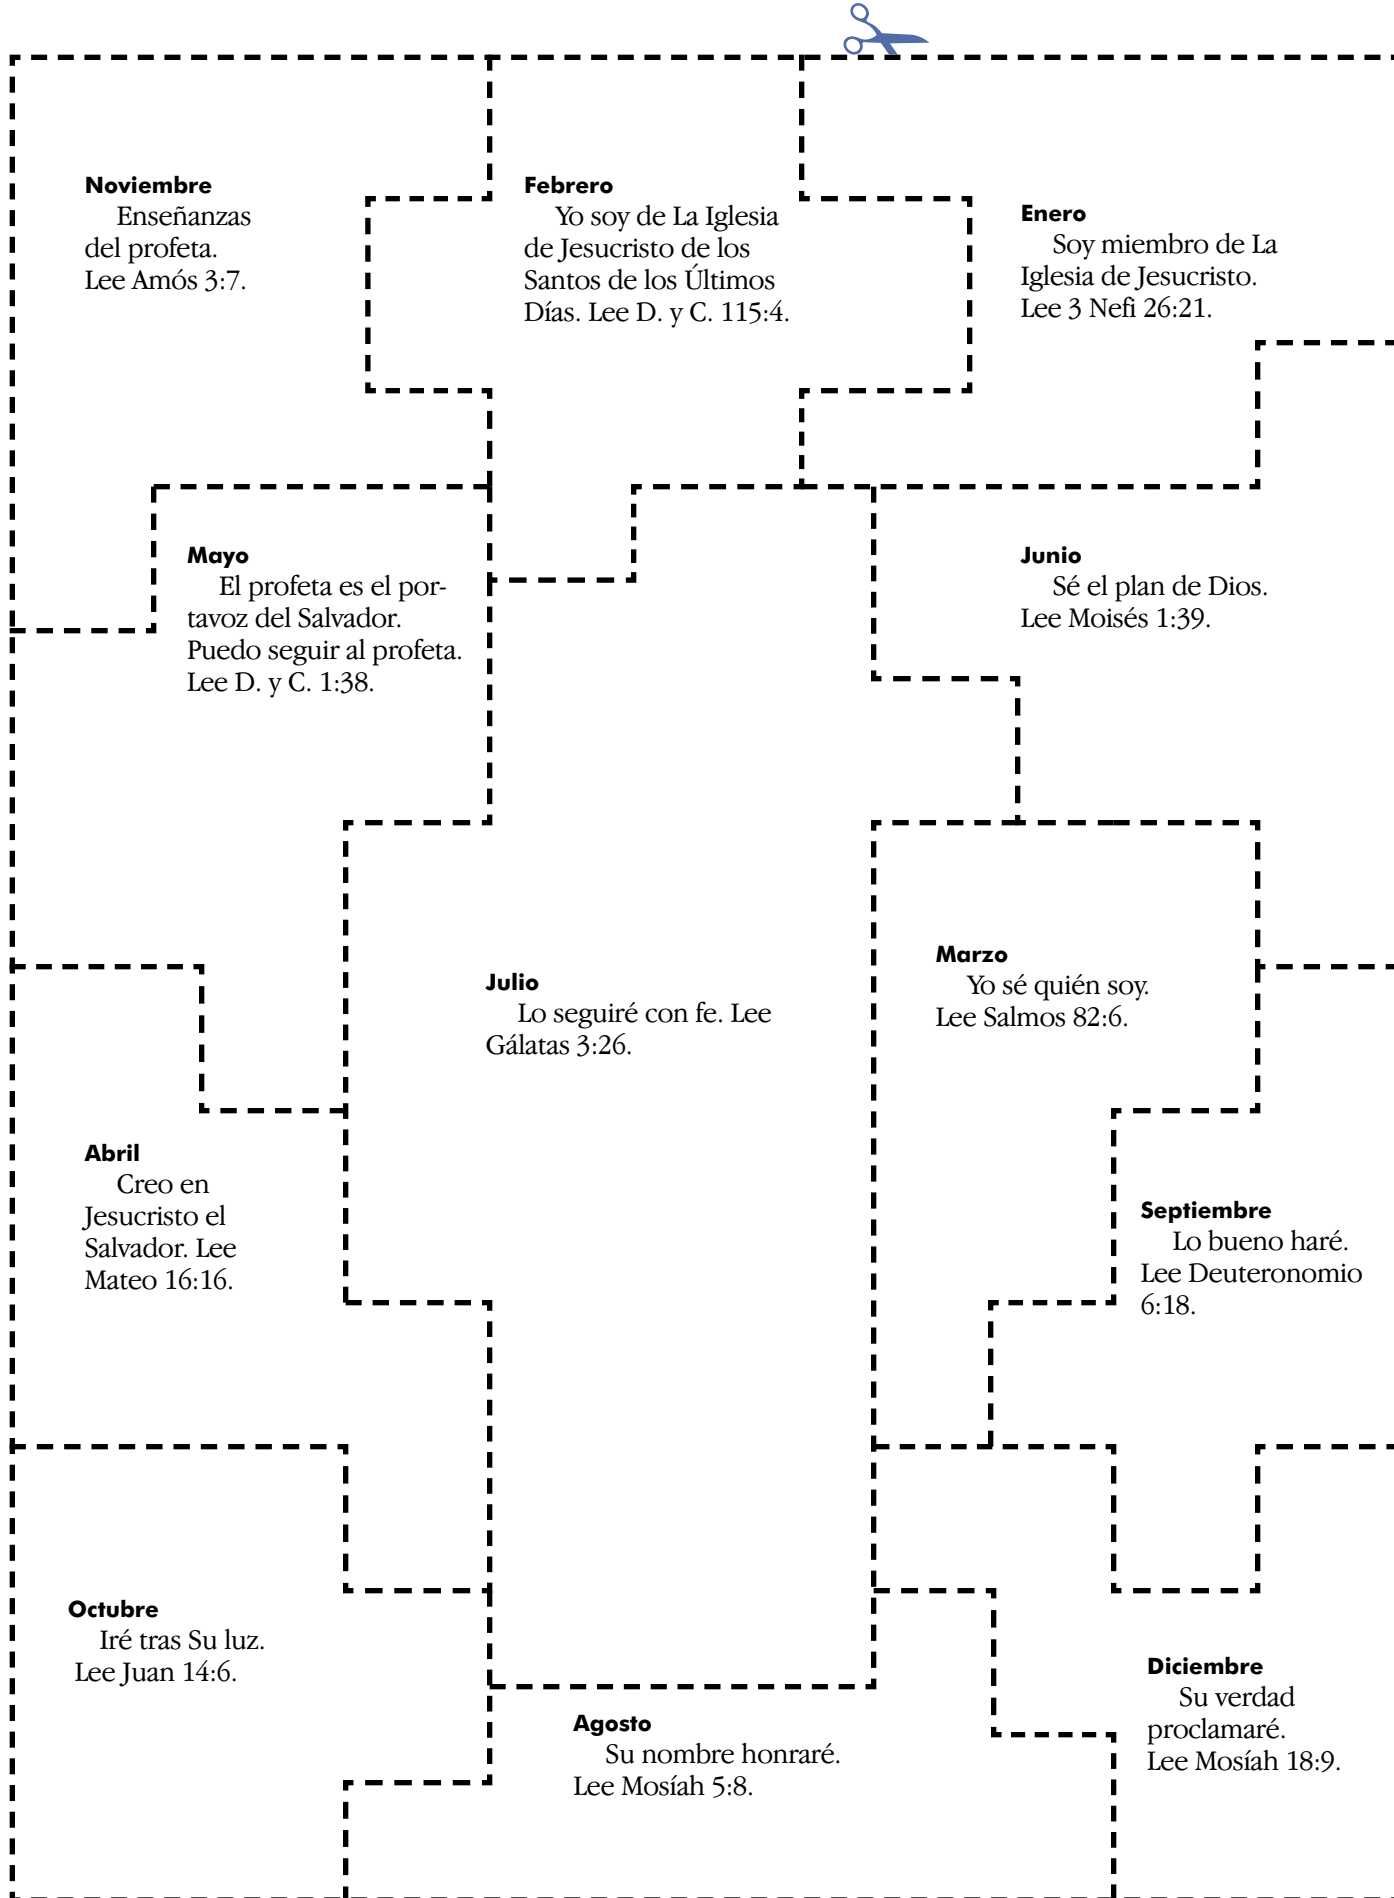 Noviembre
Enseñanzas
del profeta.
Lee Amós 3:7.
Febrero
Yo soy de La Iglesia
de Jesucristo de los
Santos de los Últimos
Días. Lee D. y C. 115:4.
Enero
Soy miembro de La
Iglesia de Jesucristo.
Lee 3 Nefi 26:21.
Mayo
El profeta es el por-
tavoz del Salvador.
Puedo seguir al profeta.
Lee D. y C. 1:38.
Junio
Sé el plan de Dios.
Lee Moisés 1:39.
Julio
Lo seguiré con fe. Lee
Gálatas 3:26.
Marzo
Yo sé quién soy.
Lee Salmos 82:6.
Abril
Creo en
Jesucristo el
Salvador. Lee
Mateo 16:16.
Septiembre
Lo bueno haré.
Lee Deuteronomio
6:18.
Octubre
Iré tras Su luz.
Lee Juan 14:6.
Agosto
Su nombre honraré.
Lee Mosíah 5:8.
Diciembre
Su verdad
proclamaré.
Lee Mosíah 18:9.